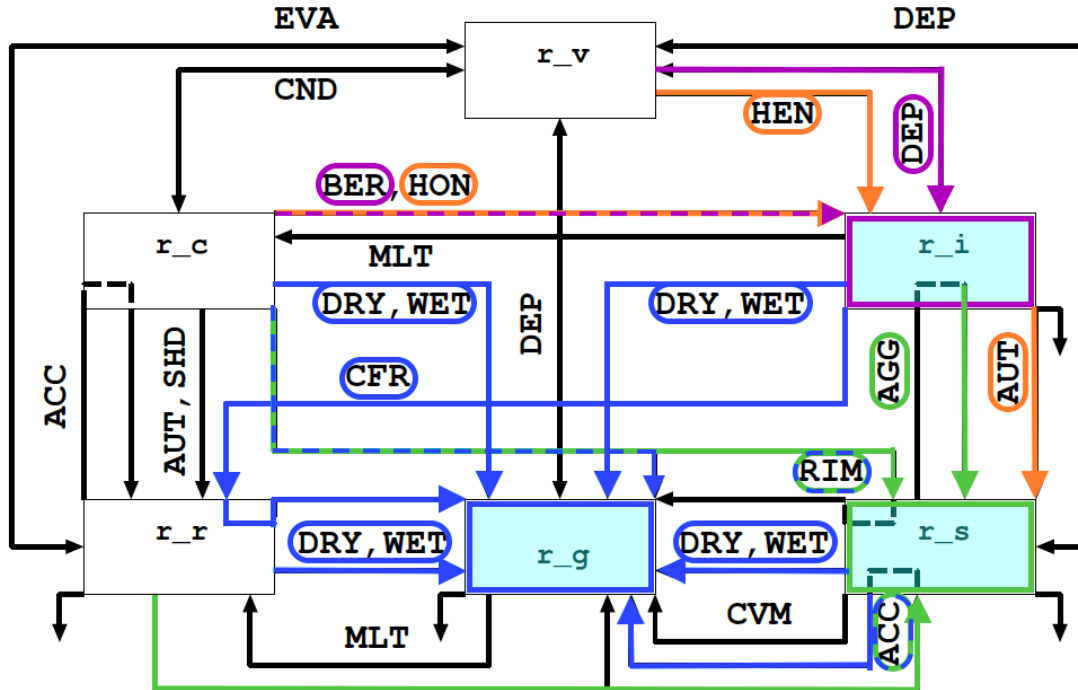 EVA
DEP
r_v
CND
HEN
DEP
BER, HON
r_c
r_i
MLT
DRY, WET
DRY, WET
DEP
CFR
ACC
AUT, SHD
AGG
AUT
RIM
r_r
DRY, WET
r_g
DRY, WET
r_s
MLT
CVM
ACC